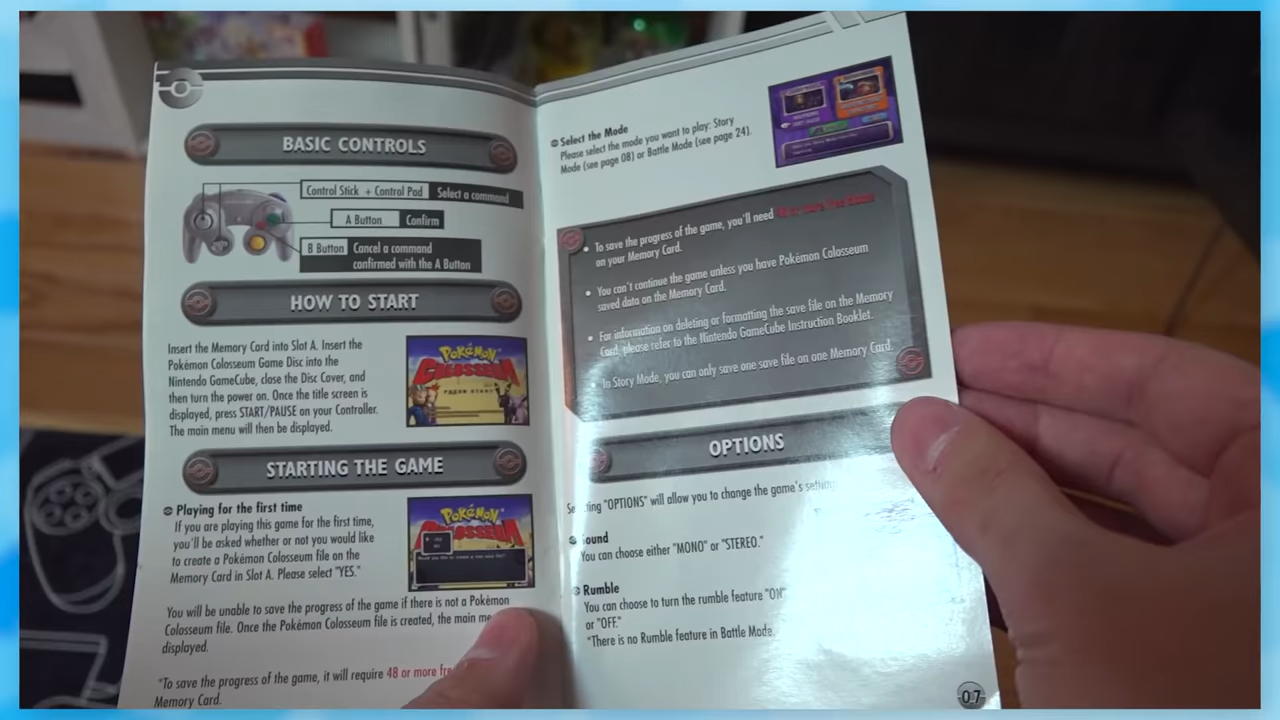 BASIC CONTROLS
Control Stick + Control Pad Select a command
A Button Confirm
B Button Cancel a command
confirmed with the A Button
HOW TO START
Insert the Memory Card into Slot A. Insert the
Pokémon Colosseum Game Disc into the
Nintendo GameCube, close the Disc Cover, and
then turn the power on. Once the title screen is
displayed, press START/PAUSE on your Controller.
The main menu will then be displayed.
POKéMON
COLOSSEUM
PRESS START
STARTING THE GAME
Playing for the first time
If you are playing this game for the first time,
you'll be asked whether or not you would like
to create a Pokémon Colosseum file on the
Memory Card in Slot A. Please select "YES."
POKéMON
You will be unable to save the progress of the game if there is not a Pokémon
Colosseum file. Once the Pokémon Colosseum file is created, the main
displayed.
*To save the progress of the game, it will require 48 or more
Memory Card.
Select the Mode
Please select the mode you want to play: Story
Mode (see page 08) or Battle Mode (see page 24).
• To save the progress of the game, you'll need 48 or more
on your Memory Card.
• You can't continue the game unless you have Pokémon Colosseum
saved data on the Memory Card.
• For information on deleting or formatting the save file on the Memory
Card, please refer to the Nintendo GameCube Instruction Booklet.
• In Story Mode, you can only save one save file on one Memory Card.
OPTIONS
"OPTIONS" will allow you to change the game's
Sound
You can choose either "MONO" or "STEREO."
Rumble
You can choose to turn the rumble feature "ON"
or "OFF."
*There is no Rumble feature in Battle Mode.
07